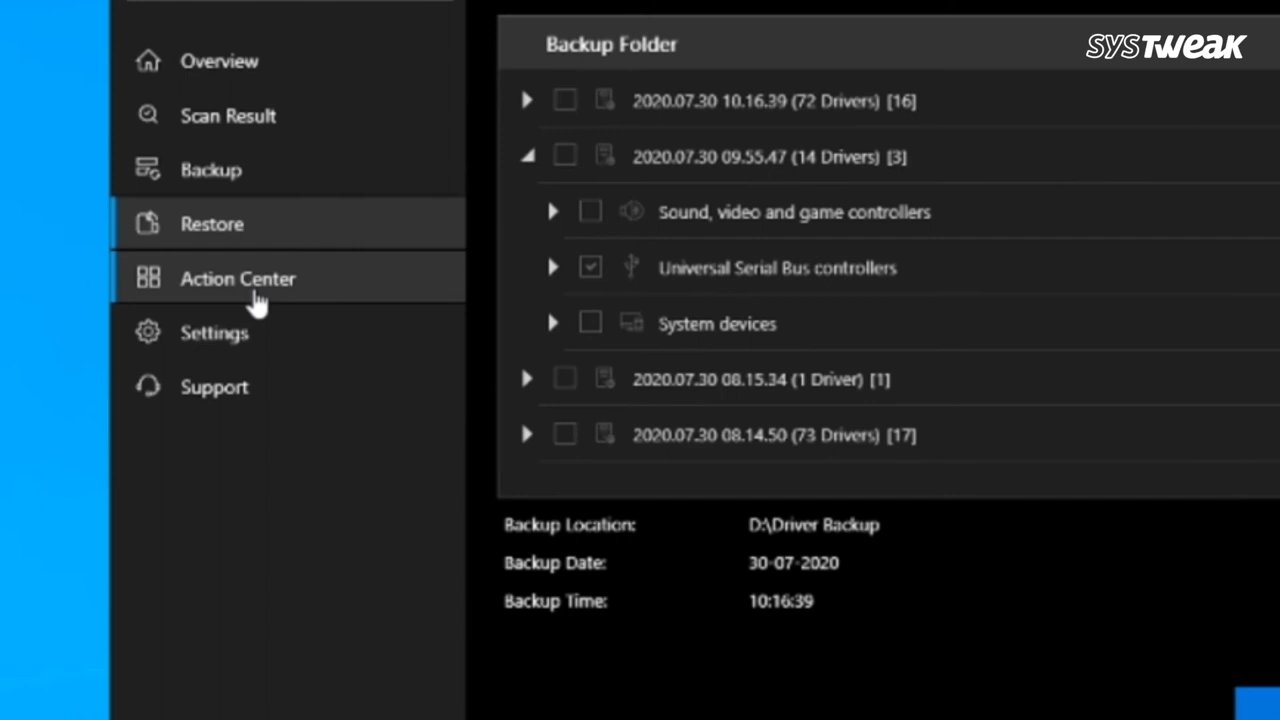 SYSTWEAK
Overview
Scan Result
Backup
Restore
Action Center
Settings
Support
Backup Folder
2020.07.30 10.16.39 (72 Drivers) [16]
2020.07.30 09.55.47 (14 Drivers) [3]
Sound, video and game controllers
Universal Serial Bus controllers
System devices
2020.07.30 08.15.34 (1 Driver) [1]
2020.07.30 08.14.50 (73 Drivers) [17]
Backup Location: D:\Driver Backup
Backup Date: 30-07-2020
Backup Time: 10:16:39